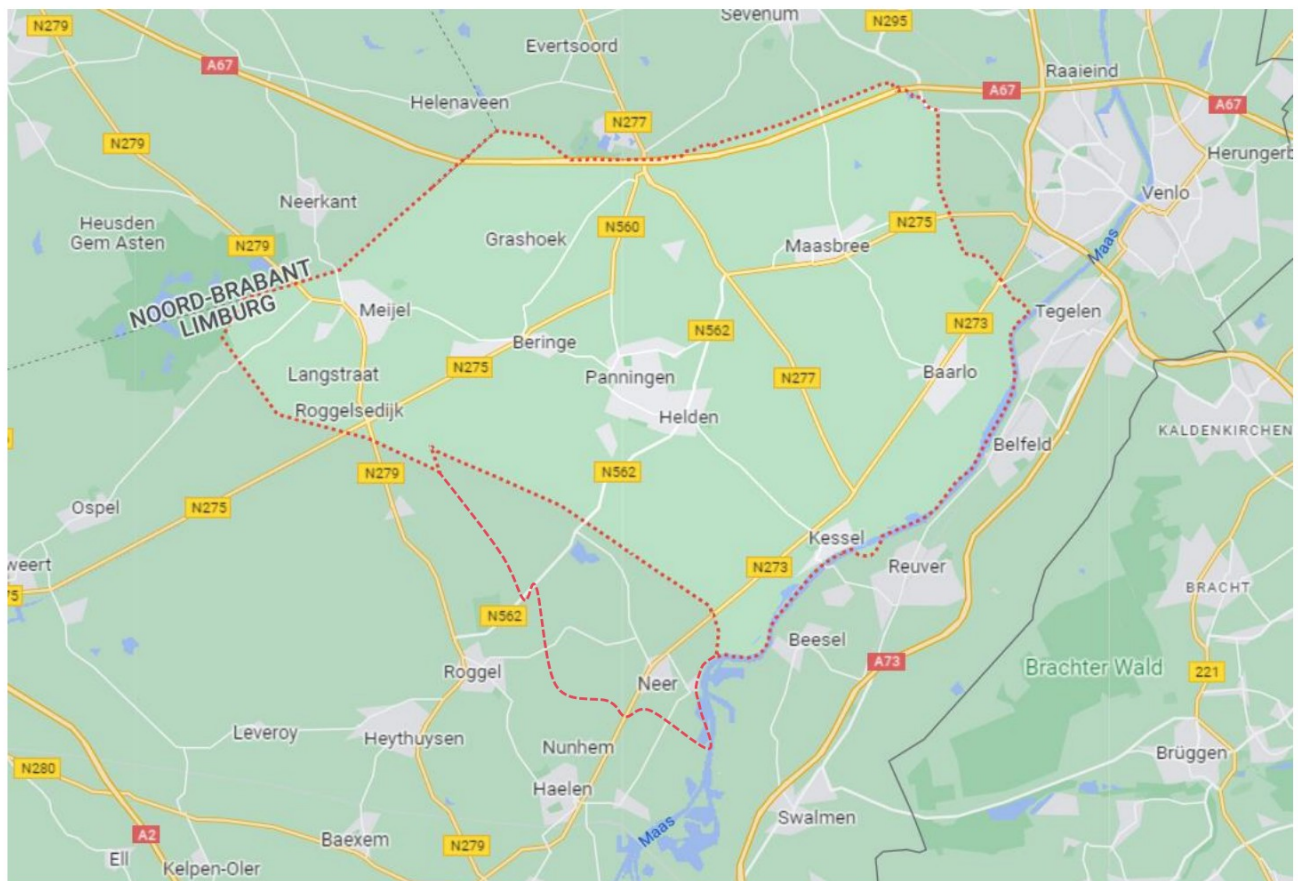 N279
Sevenum
N295
Evertsoord
A67
Raaieind
Helenaveen
A67
A67
N277
N279
Herungerb
Neerkant
Venlo
Heusden
Gem Asten
N279
Grashoek
N560
Maasbree
N275
Maas
NOORD-BRABANT
LIMBURG
Meijel
Tegelen
N562
N273
Beringe
Langstraat
N275
Panningen
N277
Baarlo
Roggelsedijk
Helden
KALDENKIRCHEN
Belfeld
N279
N562
Ospel
N275
Kessel
N273
Reuver
weert
BRACHT
75
N562
Beesel
A73
Brachter Wald
221
Roggel
Neer
Leveroy
Heythuysen
Nunhem
Brüggen
N280
Haelen
Swalmen
Maas
A2
Baexem
N279
Ell
Kelpen-Oler